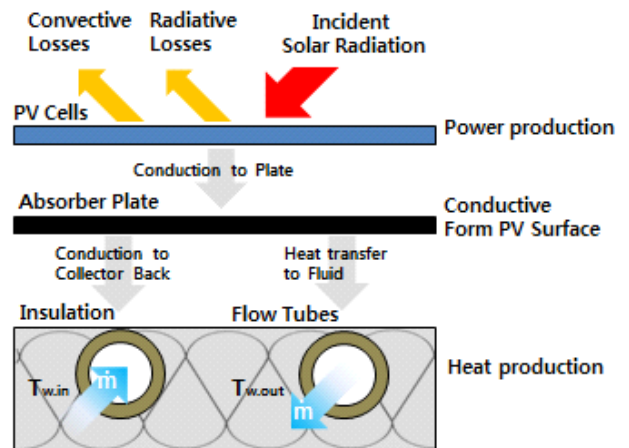 Convective
Losses
Radiative
Losses
Incident
Solar Radiation
PV Cells
Power production
Conduction to Plate
Absorber Plate
Conductive
Form PV Surface
Conduction to
Collector Back
Heat transfer
to Fluid
Insulation
Flow Tubes
Tw.in
ṁ
Tw.out
ṁ
Heat production